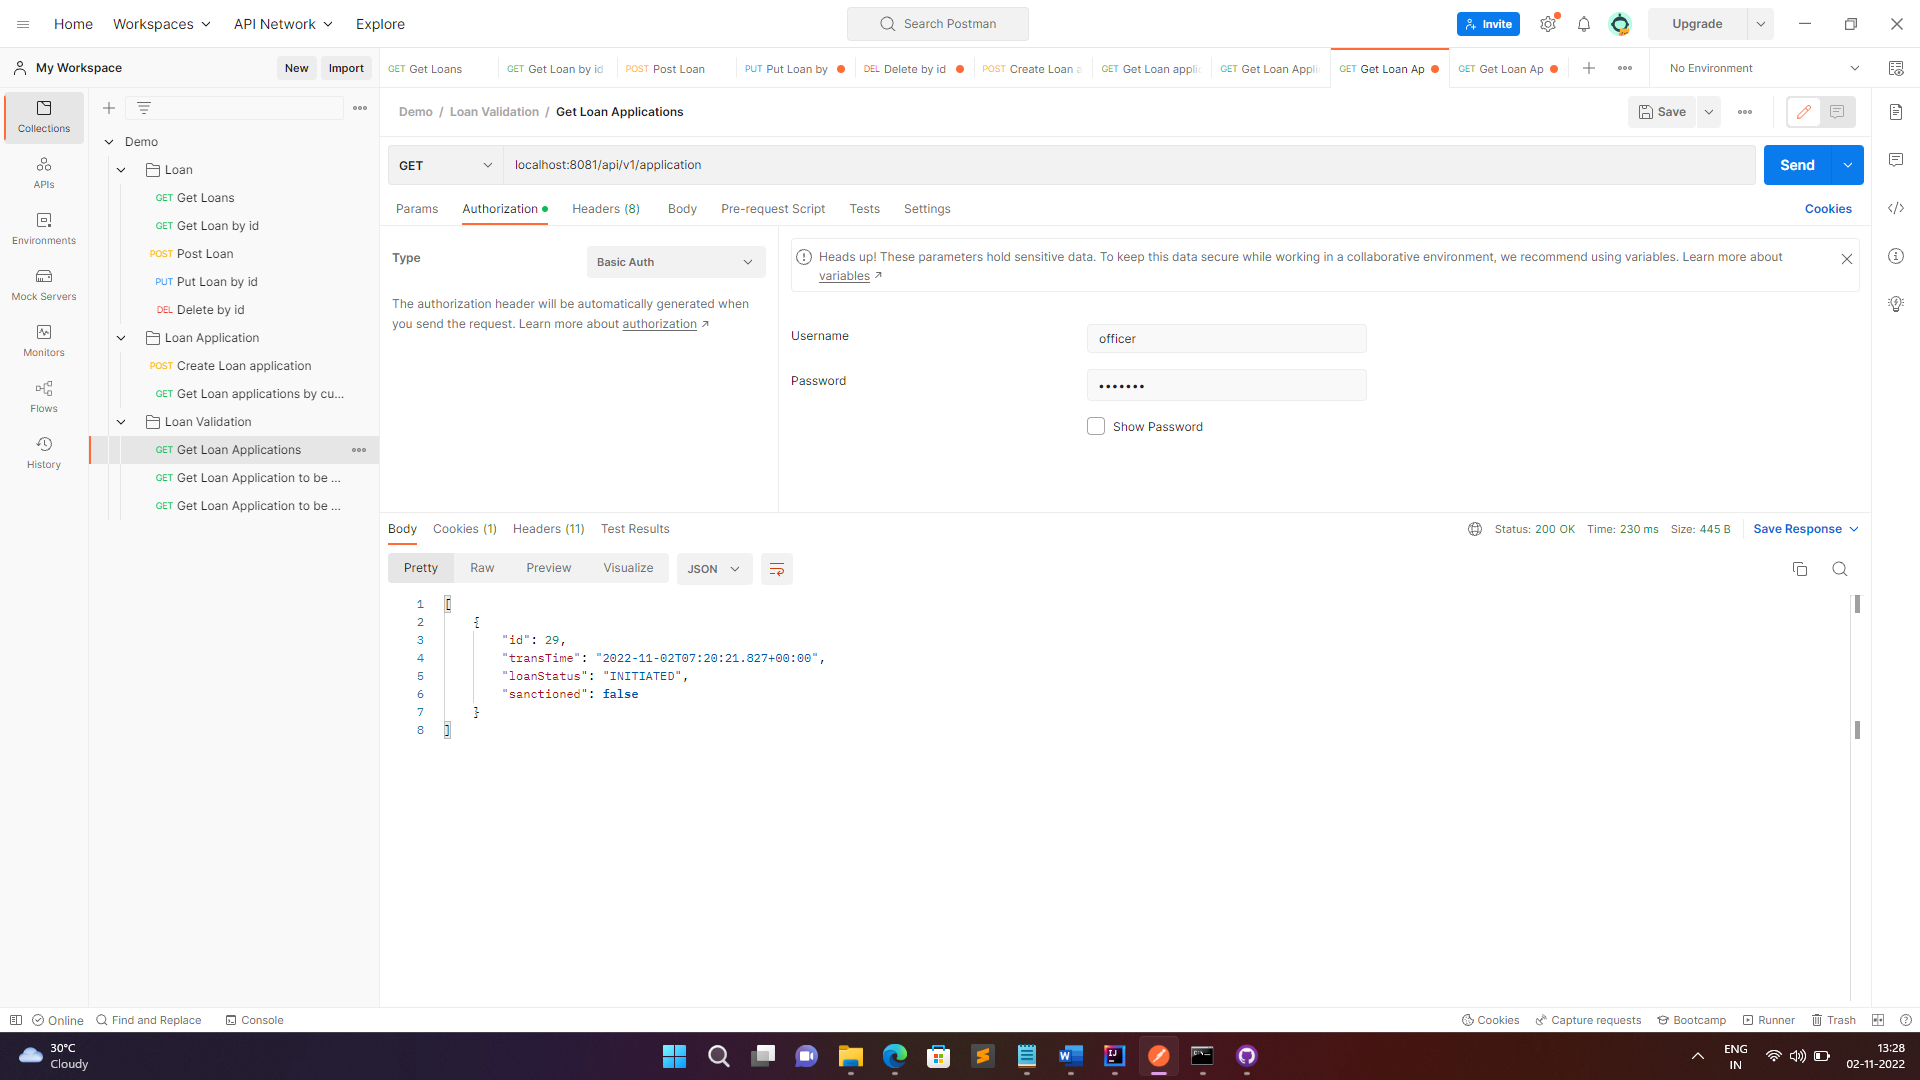 Home
Workspaces
API Network
Explore
Search Postman
Invite
Upgrade
My Workspace
New
Import
GET Get Loans
GET Get Loan by id
POST Post Loan
PUT Put Loan by
DEL Delete by id
POST Create Loan a
GET Get Loan applic
GET Get Loan Appli
GET Get Loan Ap
GET Get Loan Ap
No Environment
Collections
APIs
Environments
Mock Servers
Monitors
Flows
History
Demo
Loan
GET Get Loans
GET Get Loan by id
POST Post Loan
PUT Put Loan by id
DEL Delete by id
Loan Application
POST Create Loan application
GET Get Loan applications by cu...
Loan Validation
GET Get Loan Applications
GET Get Loan Application to be ...
GET Get Loan Application to be ...
Demo / Loan Validation / Get Loan Applications
Save
GET
localhost:8081/api/v1/application
Send
Params
Authorization
Headers (8)
Body
Pre-request Script
Tests
Settings
Cookies
Type
Basic Auth
The authorization header will be automatically generated when
you send the request. Learn more about authorization ↗
Heads up! These parameters hold sensitive data. To keep this data secure while working in a collaborative environment, we recommend using variables. Learn more about
variables ↗
Username
officer
Password
•••••••
Show Password
Body
Cookies (1)
Headers (11)
Test Results
Status: 200 OK
Time: 230 ms
Size: 445 B
Save Response
Pretty
Raw
Preview
Visualize
JSON
1 [
2 {
3 "id": 29,
4 "transTime": "2022-11-02T07:20:21.827+00:00",
5 "loanStatus": "INITIATED",
6 "sanctioned": false
7 }
8 ]
Online
Find and Replace
Console
Cookies
Capture requests
Bootcamp
Runner
Trash
30°C
Cloudy
ENG
IN
13:28
02-11-2022